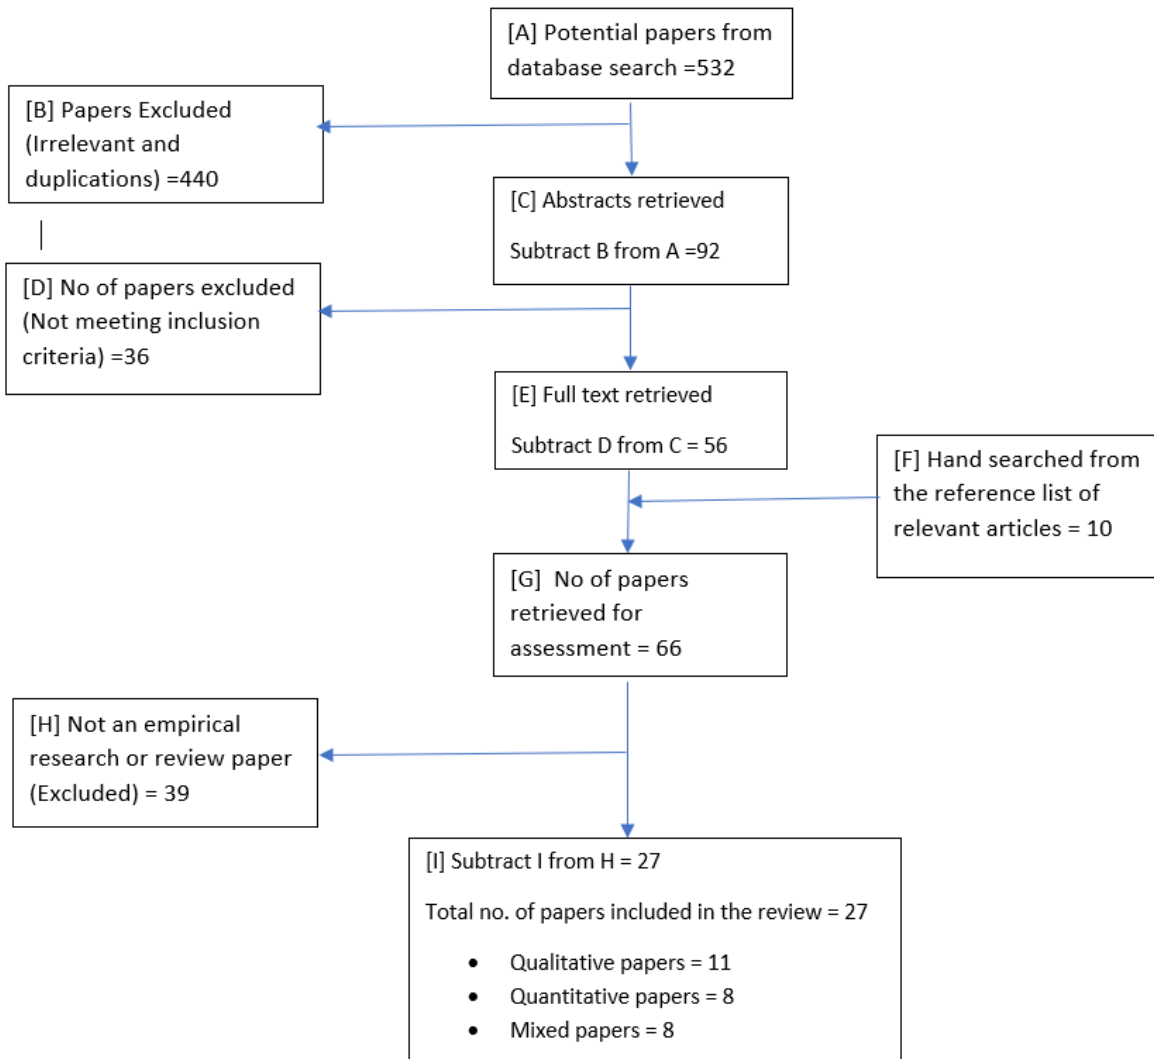 [A] Potential papers from
database search =532
[B] Papers Excluded
(Irrelevant and
duplications) =440
[C] Abstracts retrieved
Subtract B from A =92
[D] No of papers excluded
(Not meeting inclusion
criteria) =36
[E] Full text retrieved
Subtract D from C = 56
[F] Hand searched from
the reference list of
relevant articles = 10
[G] No of papers
retrieved for
assessment = 66
[H] Not an empirical
research or review paper
(Excluded) = 39
[I] Subtract I from H = 27
Total no. of papers included in the review = 27
• Qualitative papers = 11
• Quantitative papers = 8
• Mixed papers = 8